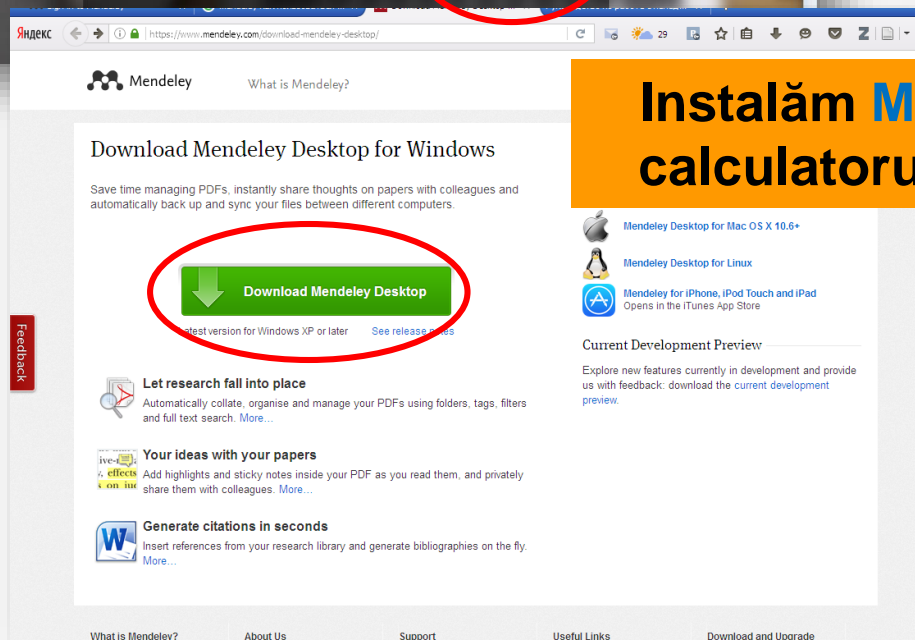 Яндекс
https://www.mendeley.com/download-mendeley-desktop/
29
Mendeley
What is Mendeley?
Instalăm
Download Mendeley Desktop for Windows
Save time managing PDFs, instantly share thoughts on papers with colleagues and
automatically back up and sync your files between different computers.
Download Mendeley Desktop
version for Windows XP or later
See release
Mendeley Desktop for Mac OS X 10.6+
Mendeley Desktop for Linux
Mendeley for iPhone, iPod Touch and iPad
Opens in the iTunes App Store
Current Development Preview
Explore new features currently in development and provide
us with feedback: download the current development
preview.
Feedback
Let research fall into place
Automatically collate, organise and manage your PDFs using folders, tags, filters
and full text search. More...
effects
Your ideas with your papers
Add highlights and sticky notes inside your PDF as you read them, and privately
share them with colleagues. More...
W
Generate citations in seconds
Insert references from your research library and generate bibliographies on the fly.
More...
What is Mendeley?
About Us
Support
Useful Links
Download and Upgrade